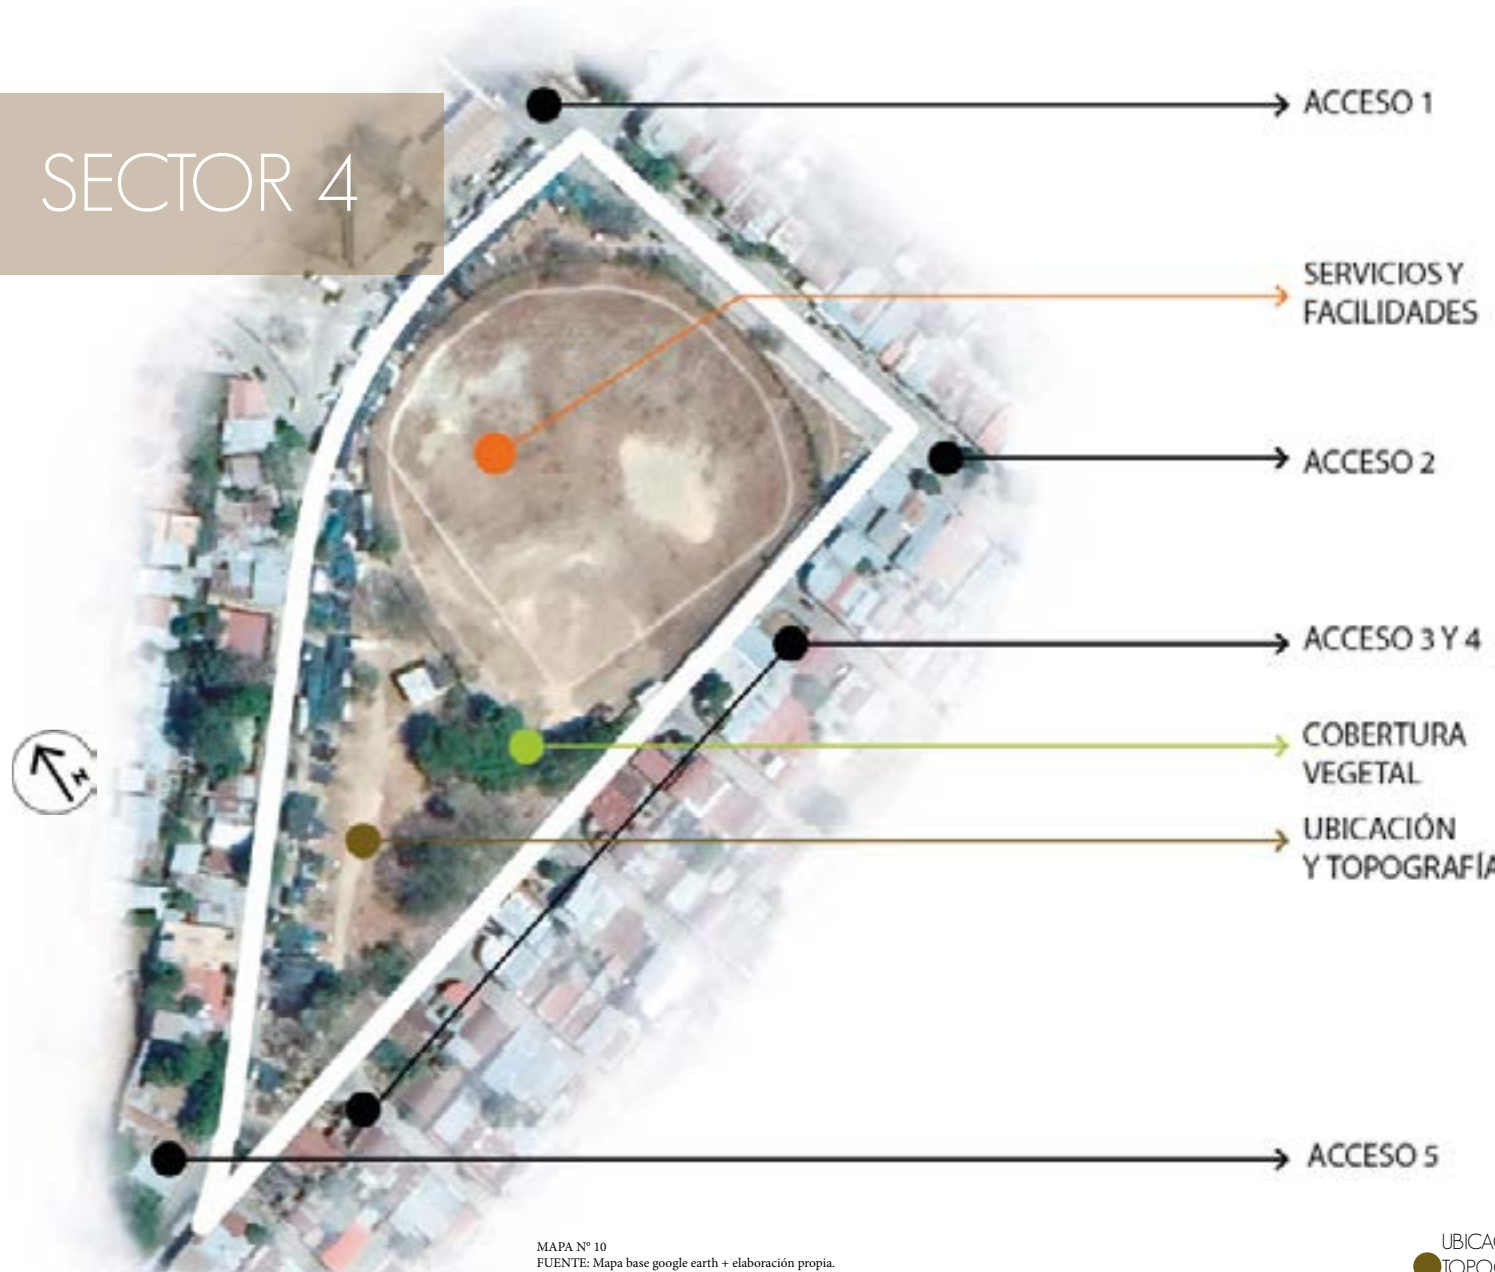 SECTOR 4
ACCESO 1
SERVICIOS Y
FACILIDADES
ACCESO 2
ACCESO 3 Y 4
COBERTURA
VEGETAL
N
UBICACIÓN
Y TOPOGRAFÍA
ACCESO 5
MAPA N° 10
FUENTE: Mapa base google earth + elaboración propia.